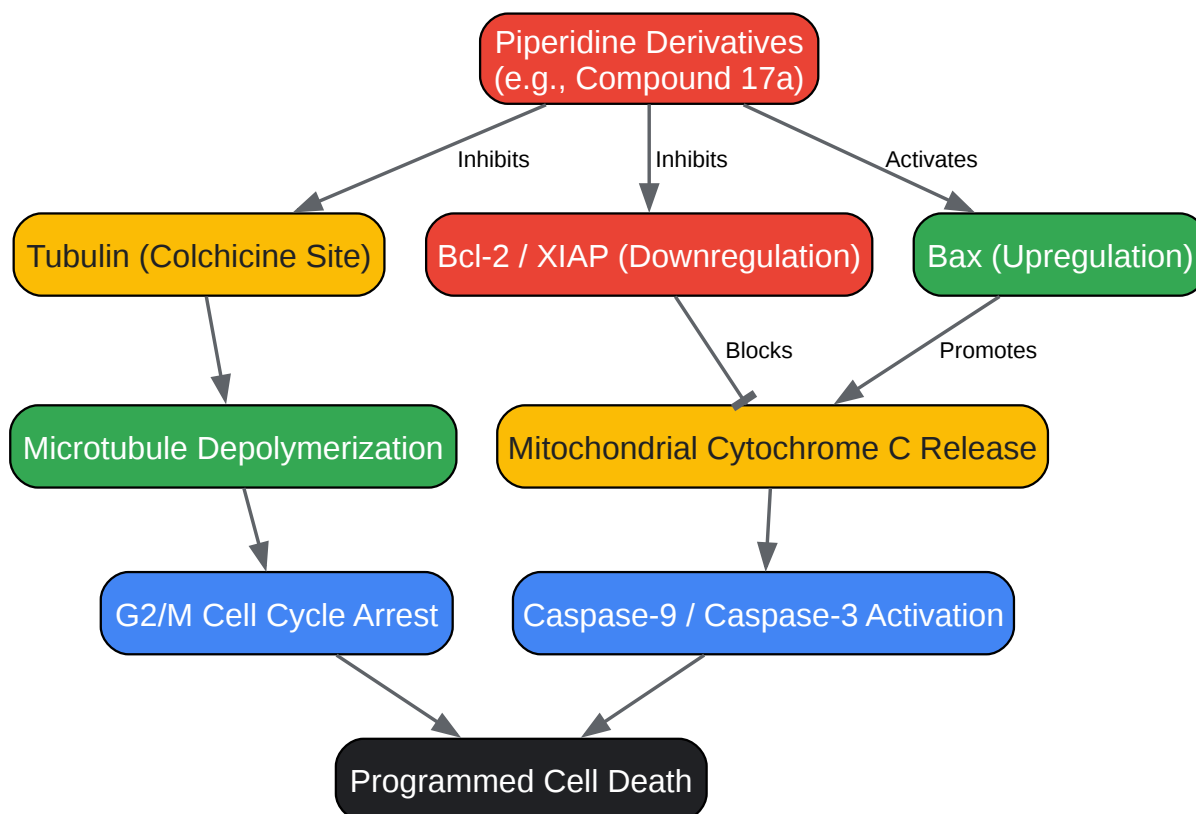 Piperidine Derivatives
(e.g., Compound 17a)
Inhibits
Inhibits
Activates
Tubulin (Colchicine Site)
Bcl-2 / XIAP (Downregulation)
Bax (Upregulation)
Blocks
Promotes
Microtubule Depolymerization
Mitochondrial Cytochrome C Release
G2/M Cell Cycle Arrest
Caspase-9 / Caspase-3 Activation
Programmed Cell Death